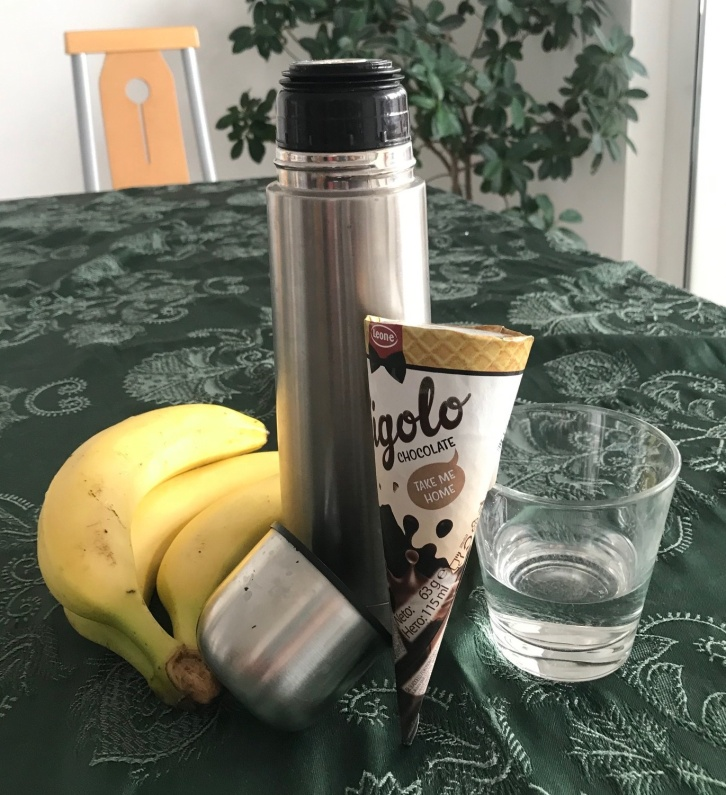 Leone
igolo
CHOCOLATE
TAKE ME
HOME
Neto: 63 g e
Нето: 115 ml